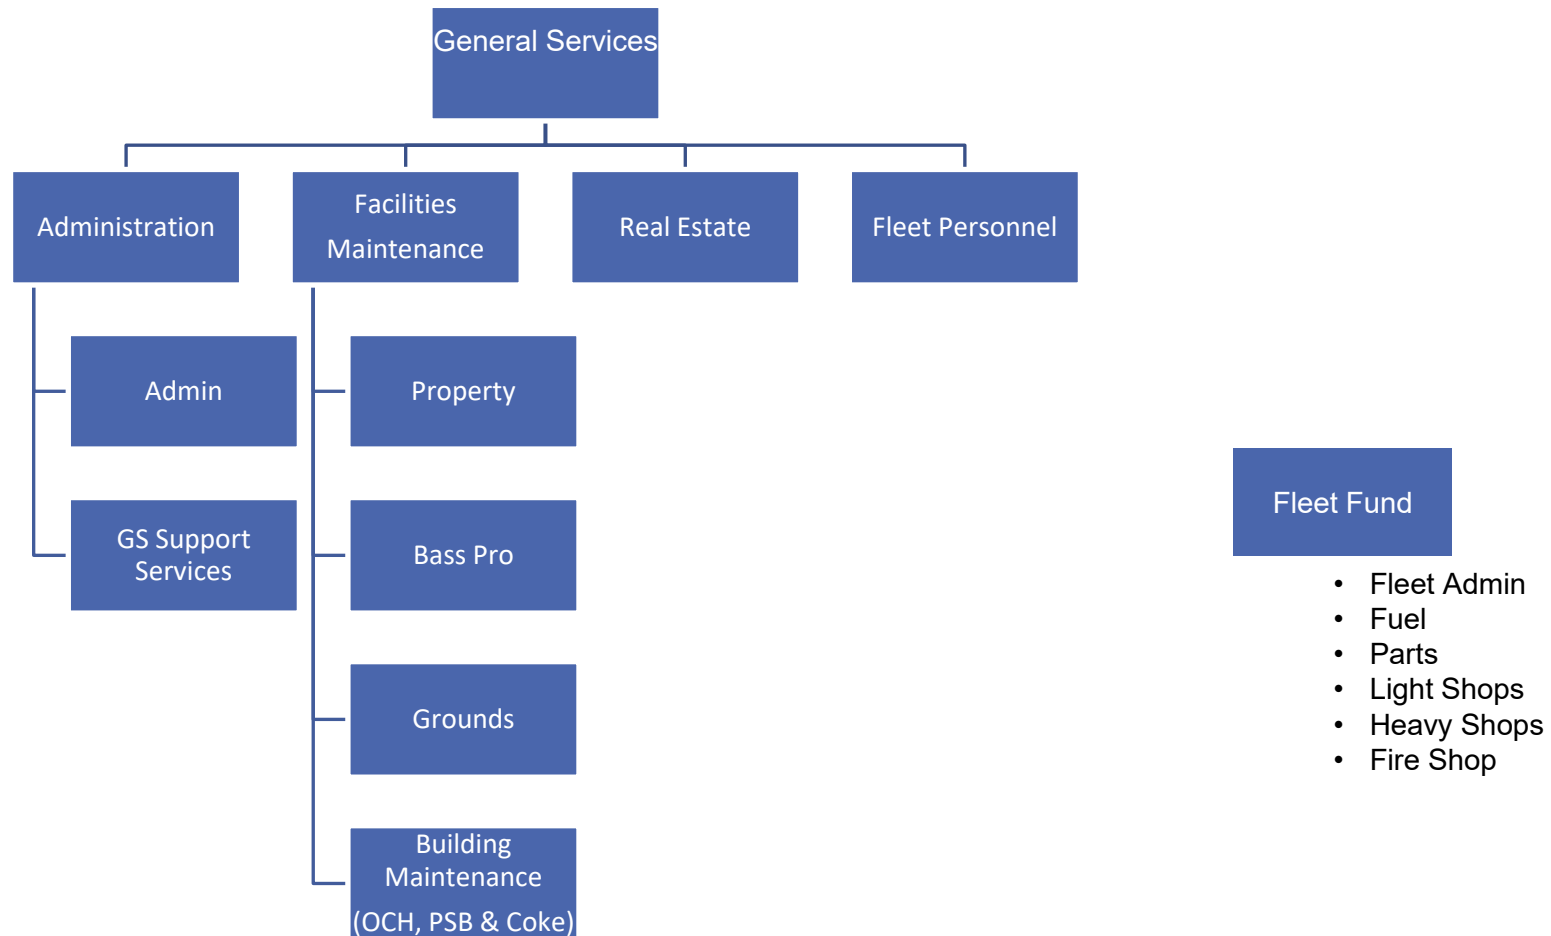 General Services
Administration
Facilities
Maintenance
Real Estate
Fleet Personnel
Admin
GS Support
Services
Property
Bass Pro
Grounds
Building
Maintenance
(OCH, PSB & Coke)
Fleet Fund
• Fleet Admin
• Fuel
• Parts
• Light Shops
• Heavy Shops
• Fire Shop